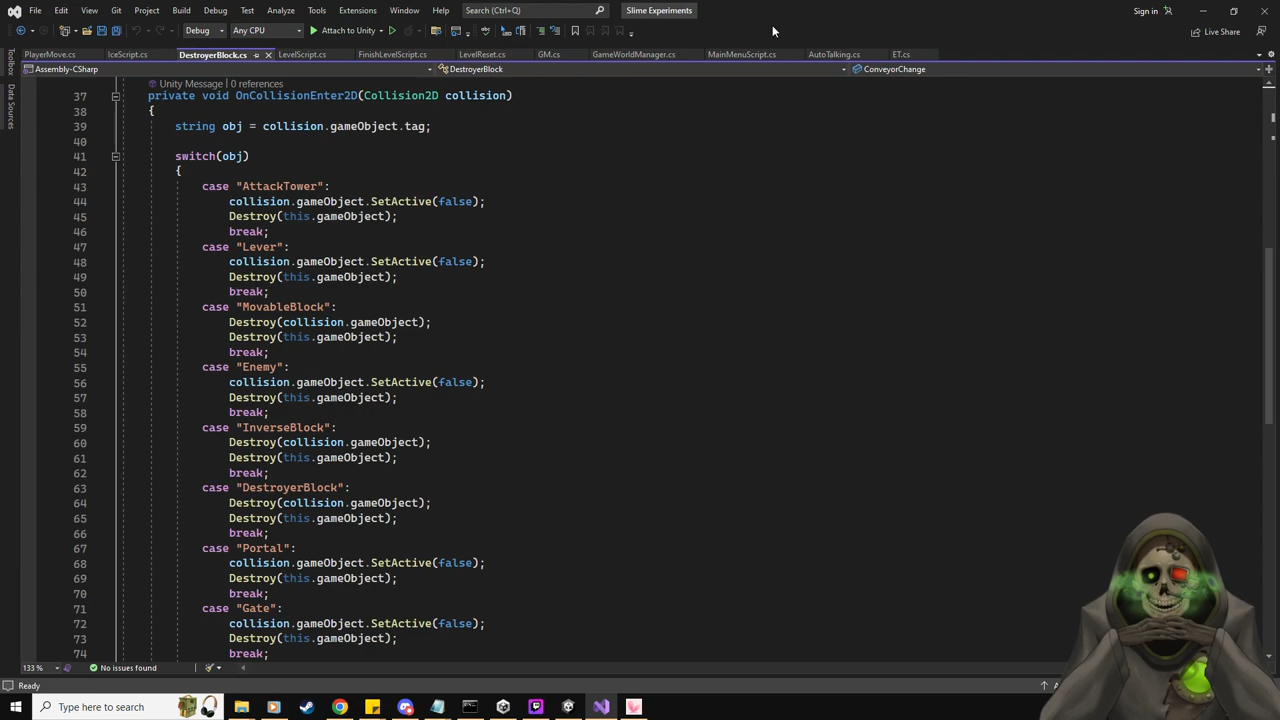 File Edit View Git Project Build Debug Test Analyze Tools Extensions Window Help Search (Ctrl+Q) Slime Experiments Sign in
Debug Any CPU Attach to Unity Live Share
PlayerMove.cs IceScript.cs DestroyerBlock.cs LevelScript.cs FinishLevelScript.cs LevelReset.cs GM.cs GameWorldManager.cs MainMenuScript.cs AutoTalking.cs ET.cs
Toolbox
Data Sources
Assembly-CSharp DestroyerBlock ConveyorChange
Unity Message | 0 references
37 private void OnCollisionEnter2D(Collision2D collision)
38 {
39 string obj = collision.gameObject.tag;
40
41 switch(obj)
42 {
43 case "AttackTower":
44 collision.gameObject.SetActive(false);
45 Destroy(this.gameObject);
46 break;
47 case "Lever":
48 collision.gameObject.SetActive(false);
49 Destroy(this.gameObject);
50 break;
51 case "MovableBlock":
52 Destroy(collision.gameObject);
53 Destroy(this.gameObject);
54 break;
55 case "Enemy":
56 collision.gameObject.SetActive(false);
57 Destroy(this.gameObject);
58 break;
59 case "InverseBlock":
60 Destroy(collision.gameObject);
61 Destroy(this.gameObject);
62 break;
63 case "DestroyerBlock":
64 Destroy(collision.gameObject);
65 Destroy(this.gameObject);
66 break;
67 case "Portal":
68 collision.gameObject.SetActive(false);
69 Destroy(this.gameObject);
70 break;
71 case "Gate":
72 collision.gameObject.SetActive(false);
73 Destroy(this.gameObject);
74 break;
133 % No issues found
Ready
Type here to search